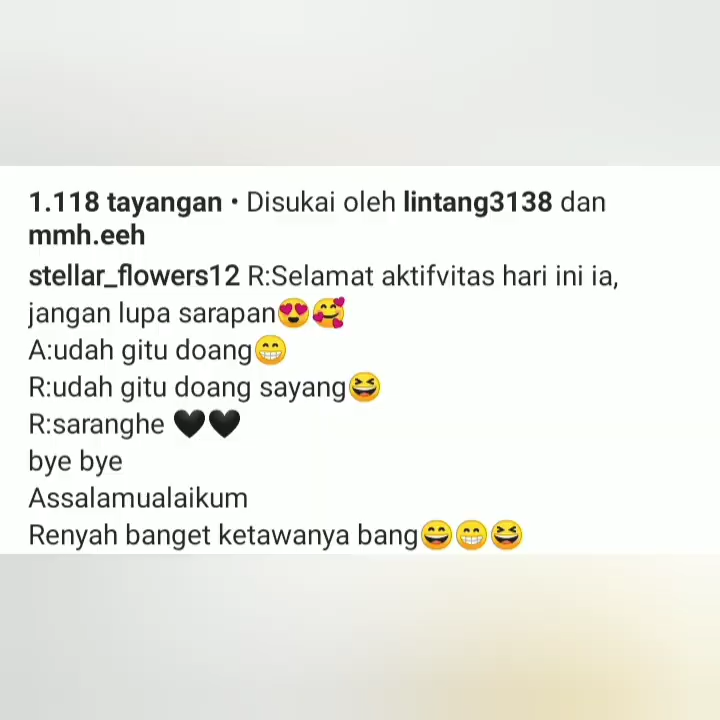 1.118 tayangan • Disukai oleh lintang3138 dan
mmh.eeh
stellar_flowers12 R:Selamat aktifvitas hari ini ia,
jangan lupa sarapan😍🥰
A:udah gitu doang😁
R:udah gitu doang sayang😆
R:saranghe 🖤🖤
bye bye
Assalamualaikum
Renyah banget ketawanya bang😄😁😆